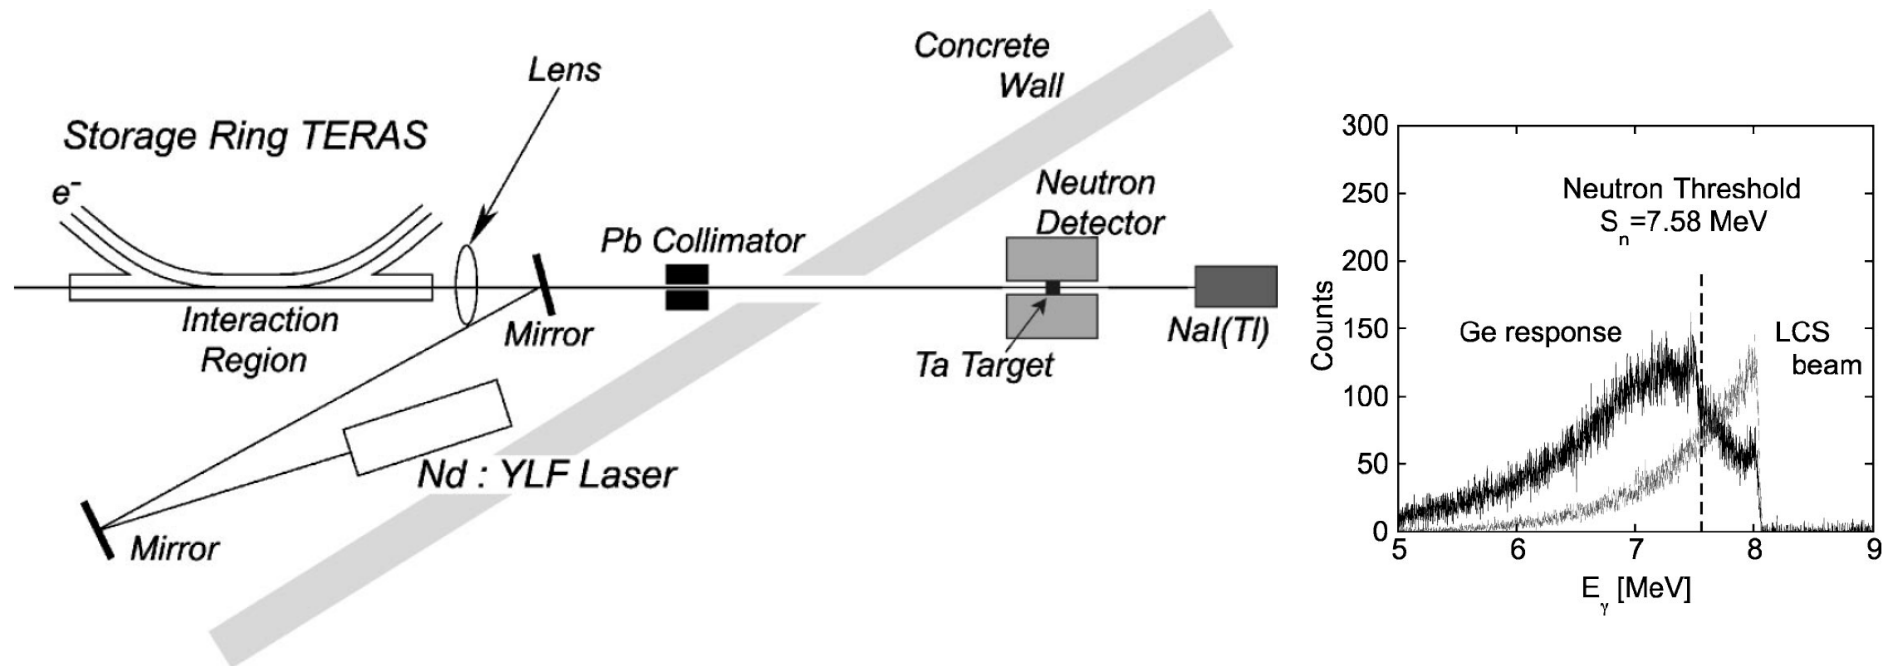 Lens
Concrete
Wall
Storage Ring TERAS
e-
Neutron
Detector
Pb Collimator
Interaction
Region
Mirror
Ta Target
NaI(Tl)
Nd : YLF Laser
Mirror
300
250
200
150
100
50
0
Counts
Neutron Threshold
Sn=7.58 MeV
Ge response
LCS
beam
5 6 7 8 9
Eγ [MeV]